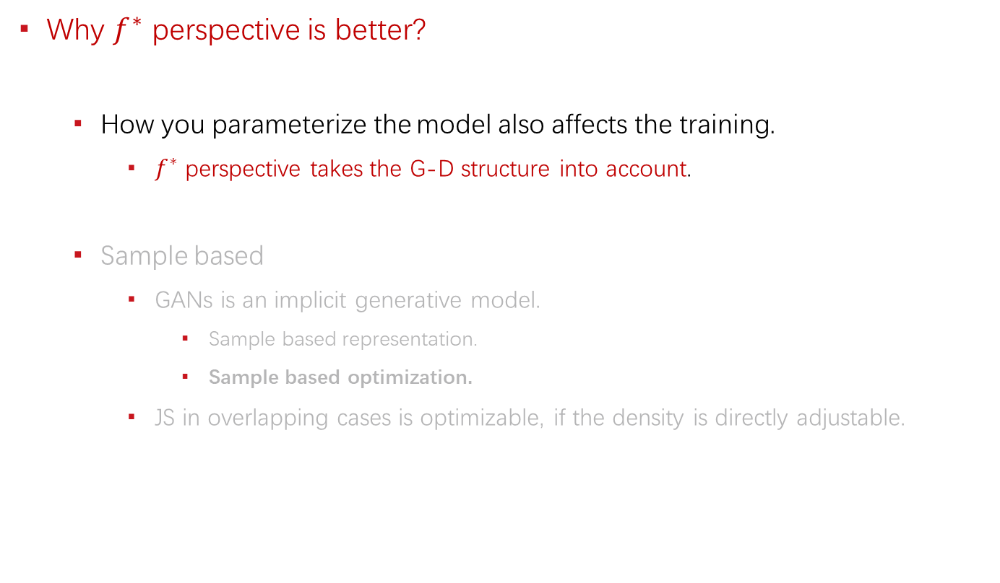 ▪ Why f* perspective is better?
▪ How you parameterize the model also affects the training.
▪ f* perspective takes the G-D structure into account.
▪ Sample based
▪ GANs is an implicit generative model.
▪ Sample based representation.
▪ Sample based optimization.
▪ JS in overlapping cases is optimizable, if the density is directly adjustable.